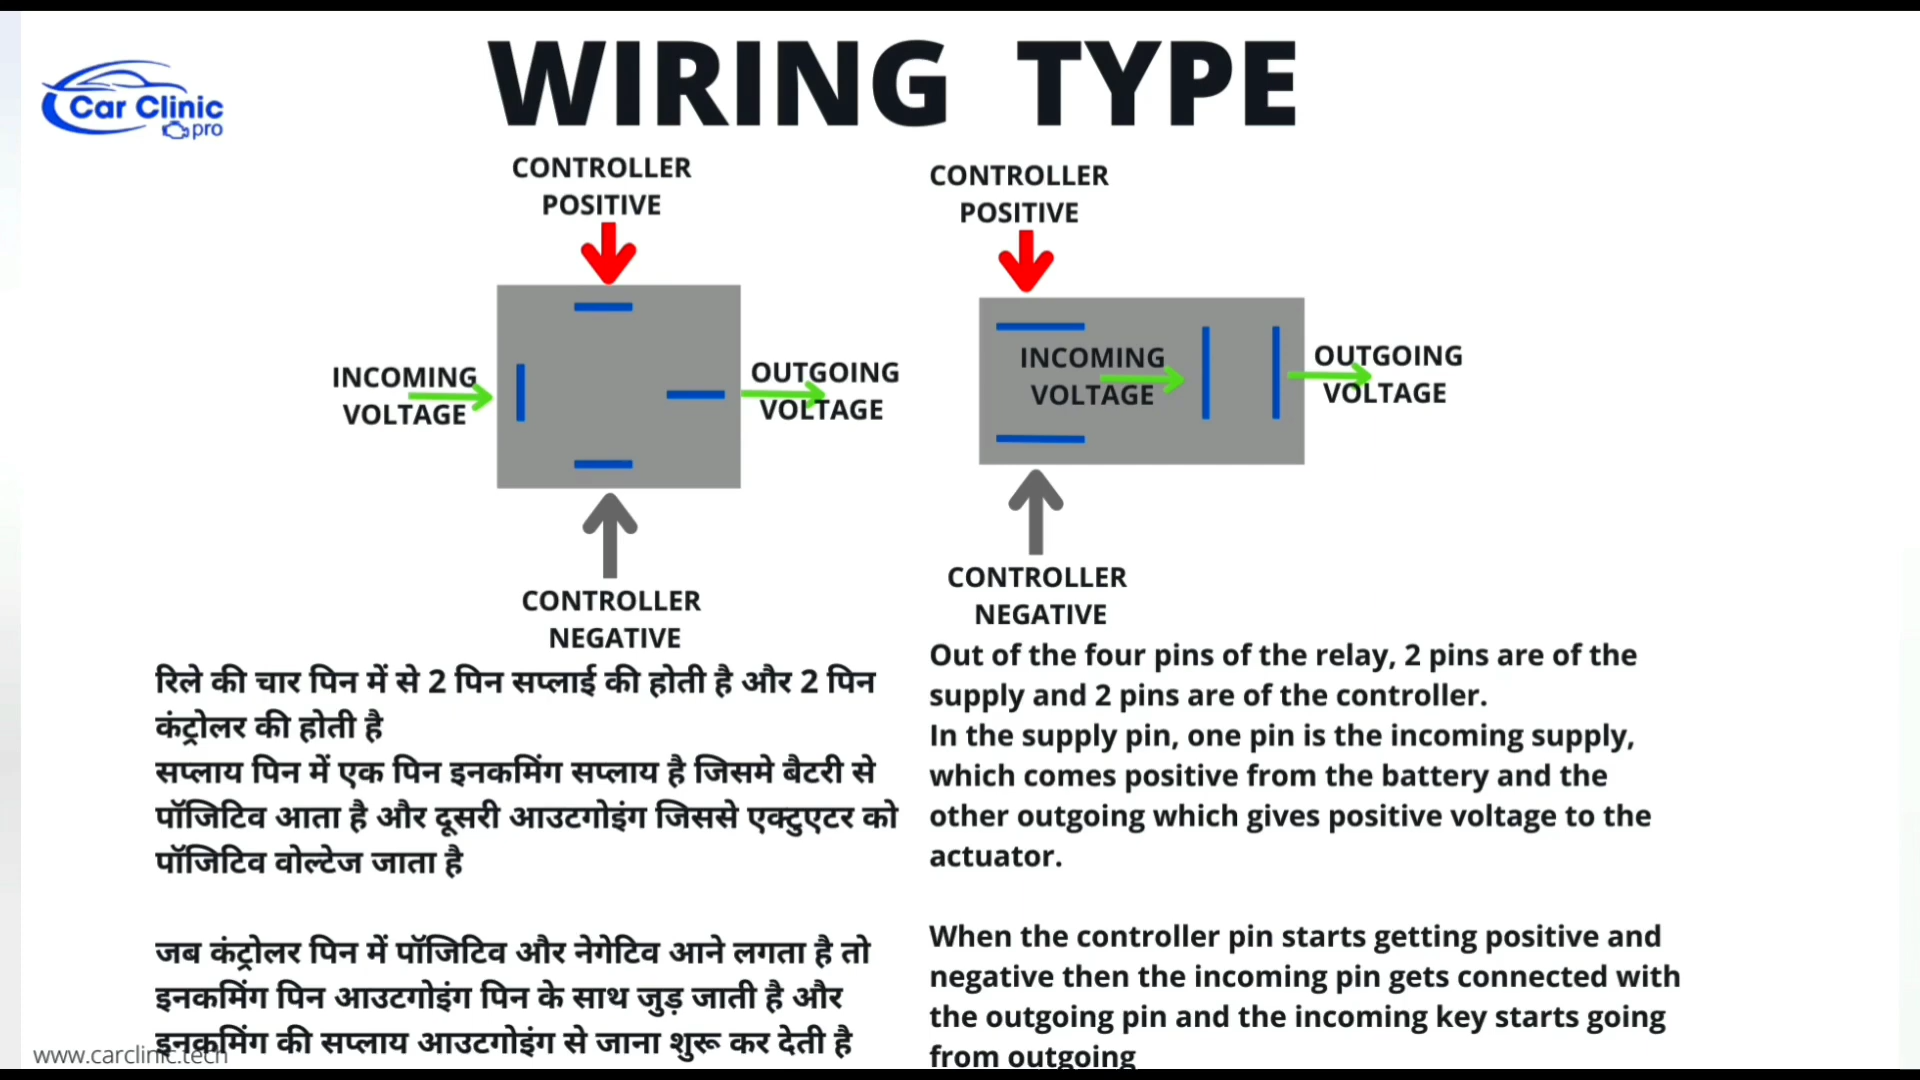 WIRING TYPE
Car Clinic
pro
CONTROLLER
POSITIVE
INCOMING
VOLTAGE
OUTGOING
VOLTAGE
CONTROLLER
NEGATIVE
CONTROLLER
POSITIVE
INCOMING
VOLTAGE
OUTGOING
VOLTAGE
CONTROLLER
NEGATIVE
रिले की चार पिन में से 2 पिन सप्लाई की होती है और 2 पिन
कंट्रोलर की होती है
सप्लाय पिन में एक पिन इनकमिंग सप्लाय है जिसमे बैटरी से
पॉजिटिव आता है और दूसरी आउटगोइंग जिससे एक्टुएटर को
पॉजिटिव वोल्टेज जाता है
जब कंट्रोलर पिन में पॉजिटिव और नेगेटिव आने लगता है तो
इनकमिंग पिन आउटगोइंग पिन के साथ जुड़ जाती है और
इनकमिंग की सप्लाय आउटगोइंग से जाना शुरू कर देती है
Out of the four pins of the relay, 2 pins are of the
supply and 2 pins are of the controller.
In the supply pin, one pin is the incoming supply,
which comes positive from the battery and the
other outgoing which gives positive voltage to the
actuator.
When the controller pin starts getting positive and
negative then the incoming pin gets connected with
the outgoing pin and the incoming key starts going
from outgoing
www.carclinic.tech